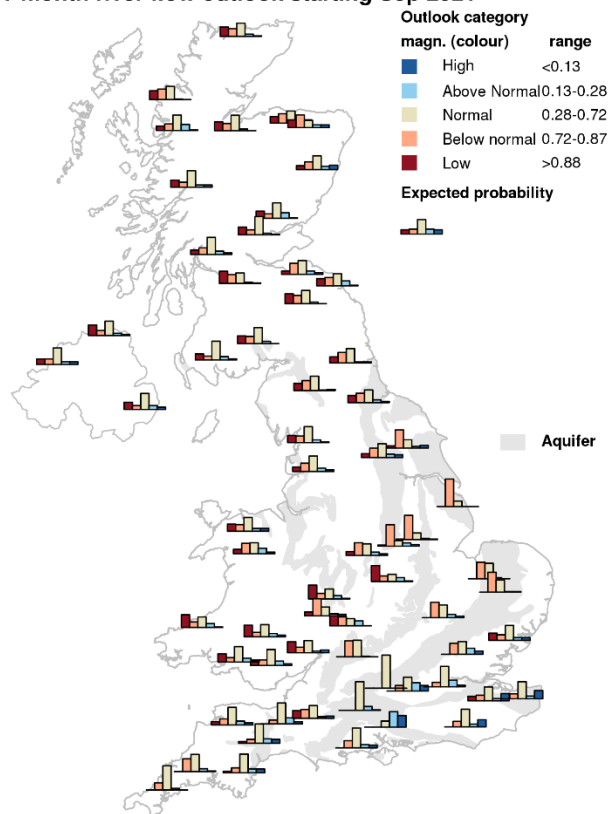 Outlook category
magn. (colour) range
High <0.13
Above Normal 0.13-0.28
Normal 0.28-0.72
Below normal 0.72-0.87
Low >0.88
Expected probability
Aquifer